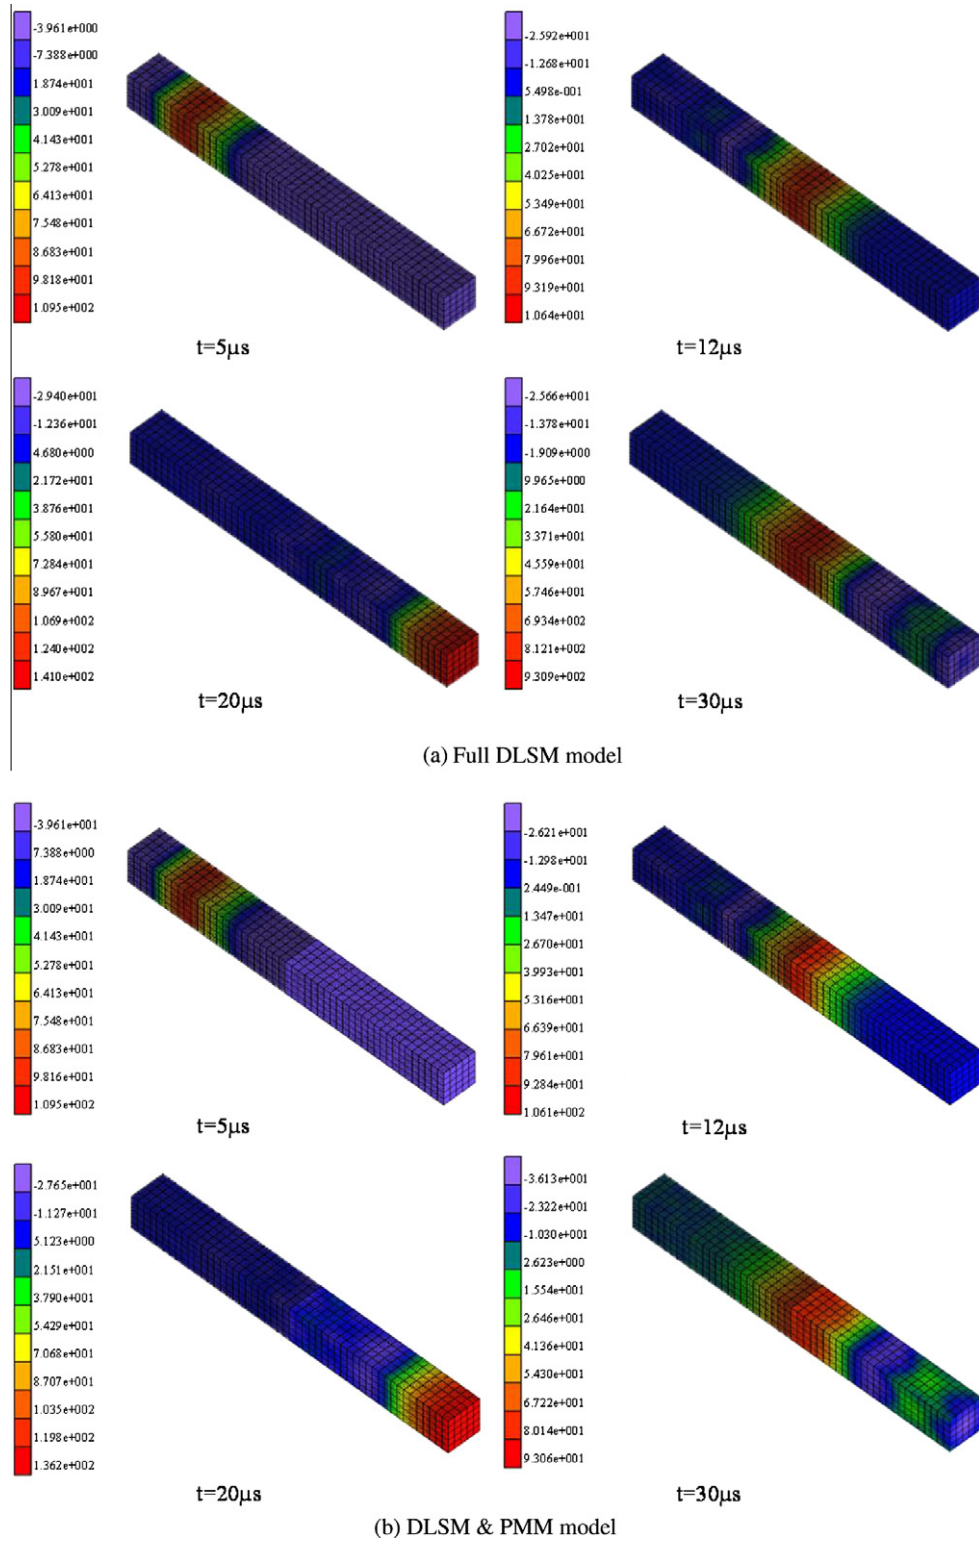 -3.961e+000
-7.388e+000
1.874e+001
3.009e+001
4.143e+001
5.278e+001
6.413e+001
7.548e+001
8.683e+001
9.818e+001
1.095e+002
t=5μs
-2.592e+001
-1.268e+001
5.498e-001
1.378e+001
2.702e+001
4.025e+001
5.349e+001
6.672e+001
7.996e+001
9.319e+001
1.064e+001
t=12μs
-2.940e+001
-1.236e+001
4.680e+000
2.172e+001
3.876e+001
5.580e+001
7.284e+001
8.967e+001
1.069e+002
1.240e+002
1.410e+002
t=20μs
-2.566e+001
-1.378e+001
-1.909e+000
9.965e+000
2.164e+001
3.371e+001
4.559e+001
5.746e+001
6.934e+002
8.121e+002
9.309e+002
t=30μs
(a) Full DLSM model
-3.961e+001
7.388e+000
1.874e+001
3.009e+001
4.143e+001
5.278e+001
6.413e+001
7.548e+001
8.683e+001
9.816e+001
1.095e+002
t=5μs
-2.621e+001
-1.298e+001
2.449e-001
1.347e+001
2.670e+001
3.993e+001
5.316e+001
6.639e+001
7.961e+001
9.284e+001
1.061e+002
t=12μs
-2.765e+001
-1.127e+001
5.123e+000
2.151e+001
3.790e+001
5.429e+001
7.068e+001
8.707e+001
1.035e+002
1.198e+002
1.362e+002
t=20μs
-3.613e+001
-2.322e+001
-1.030e+001
2.623e+000
1.554e+001
2.646e+001
4.136e+001
5.430e+001
6.722e+001
8.014e+001
9.306e+001
t=30μs
(b) DLSM & PMM model